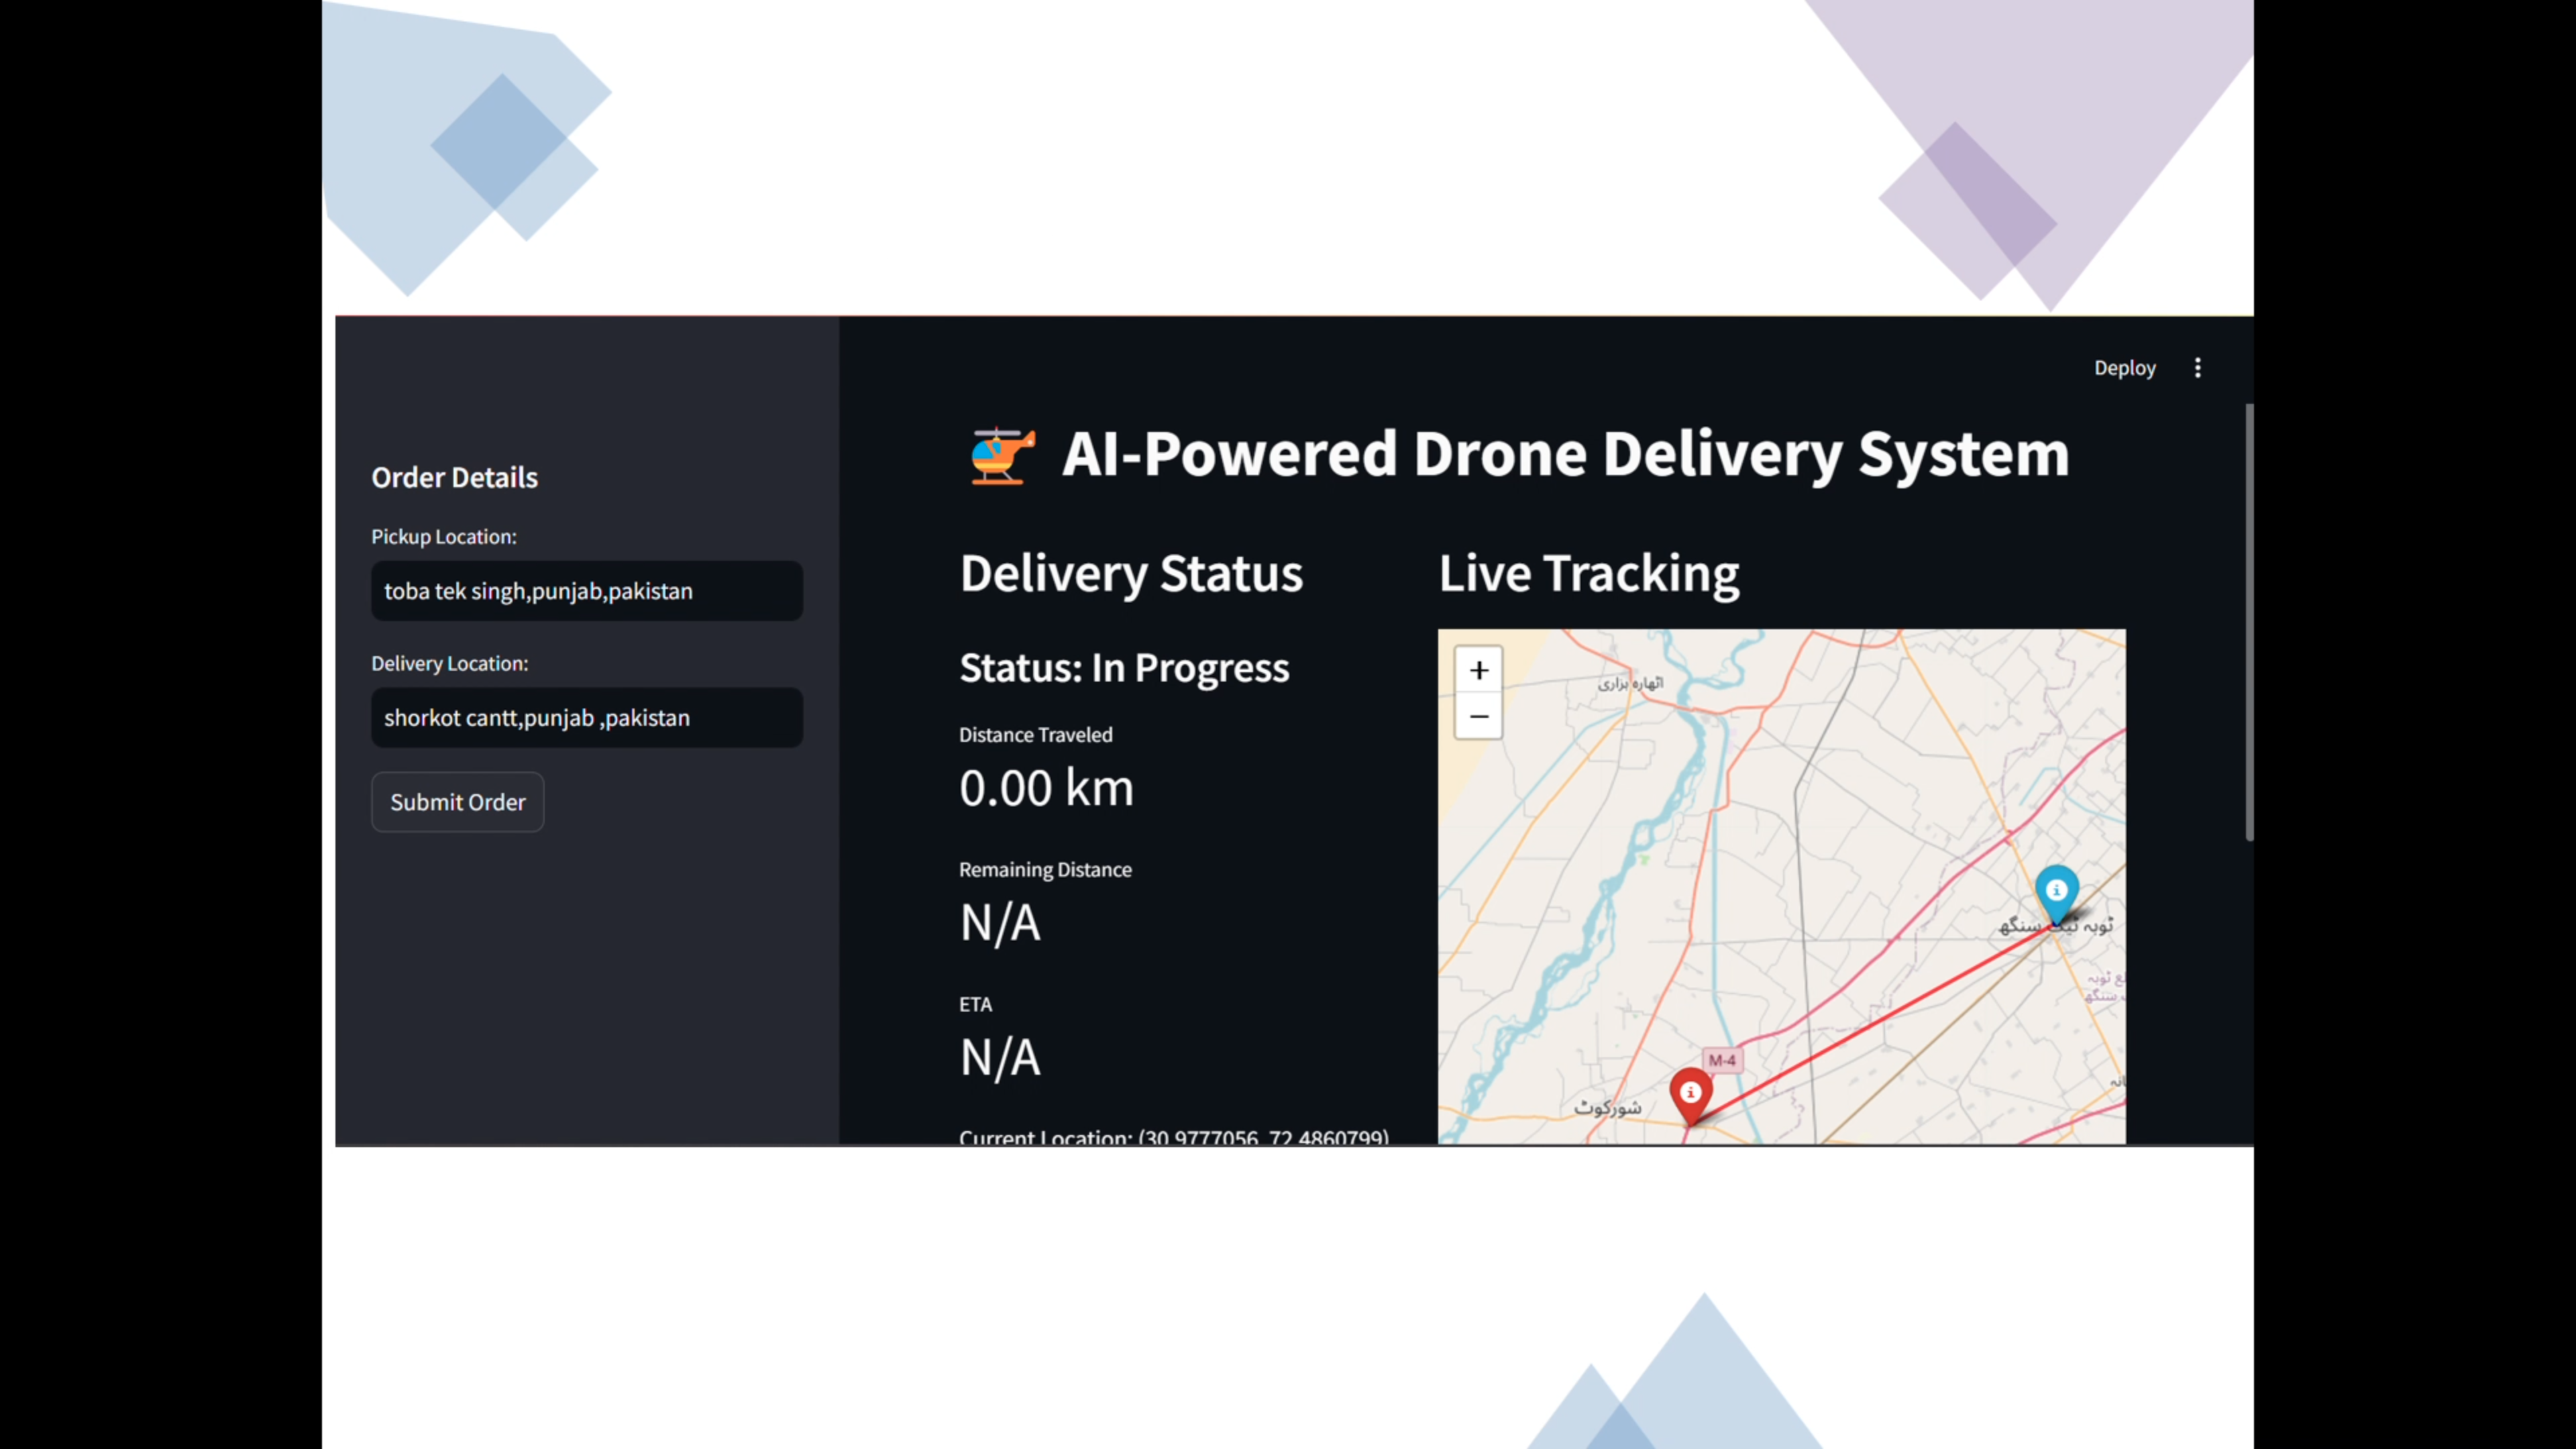 Deploy
Order Details
Pickup Location:
toba tek singh,punjab,pakistan
Delivery Location:
shorkot cantt,punjab ,pakistan
Submit Order
AI-Powered Drone Delivery System
Delivery Status
Status: In Progress
Distance Traveled
0.00 km
Remaining Distance
N/A
ETA
N/A
Current Location: (30.9777056, 72.4860799)
Live Tracking
+
−
اٹھارہ ہزاری
ٹوبہ ٹیک سنگھ
M-4
شورکوٹ